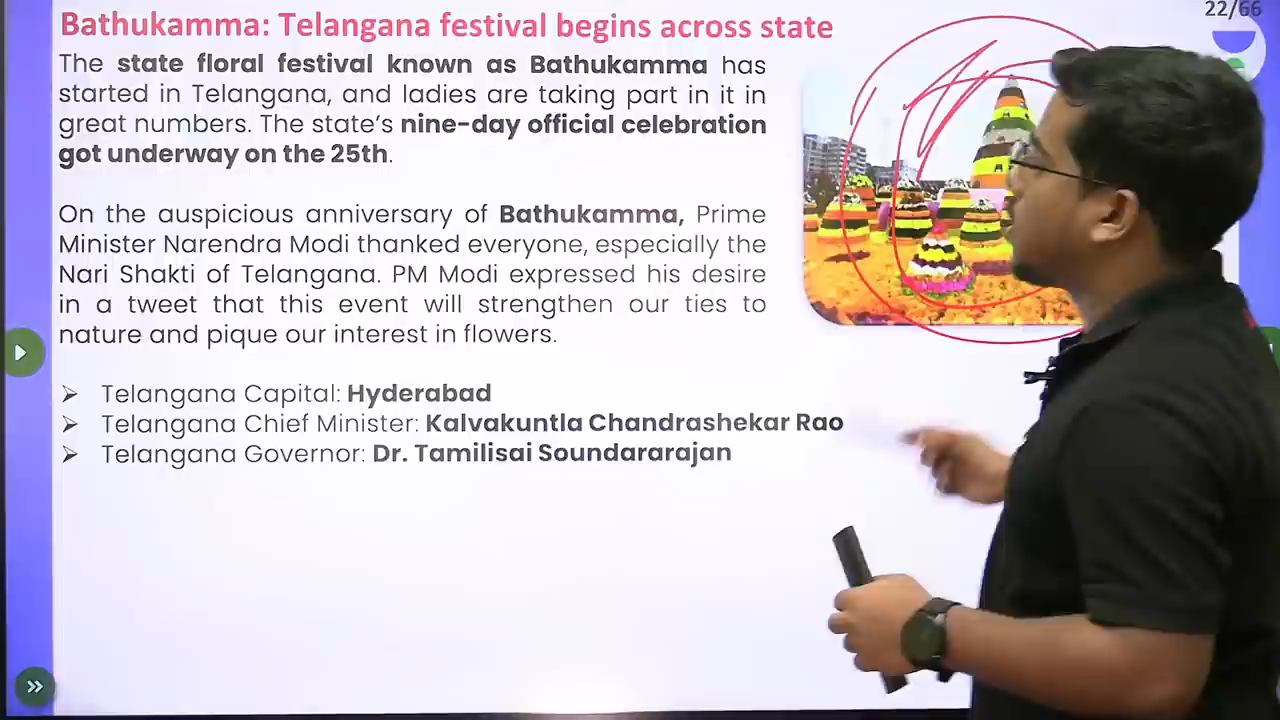 22/66
Bathukamma: Telangana festival begins across state
The state floral festival known as Bathukamma has
started in Telangana, and ladies are taking part in it in
great numbers. The state's nine-day official celebration
got underway on the 25th.
On the auspicious anniversary of Bathukamma, Prime
Minister Narendra Modi thanked everyone, especially the
Nari Shakti of Telangana. PM Modi expressed his desire
in a tweet that this event will strengthen our ties to
nature and pique our interest in flowers.
➢ Telangana Capital: Hyderabad
➢ Telangana Chief Minister: Kalvakuntla Chandrashekar Rao
➢ Telangana Governor: Dr. Tamilisai Soundararajan